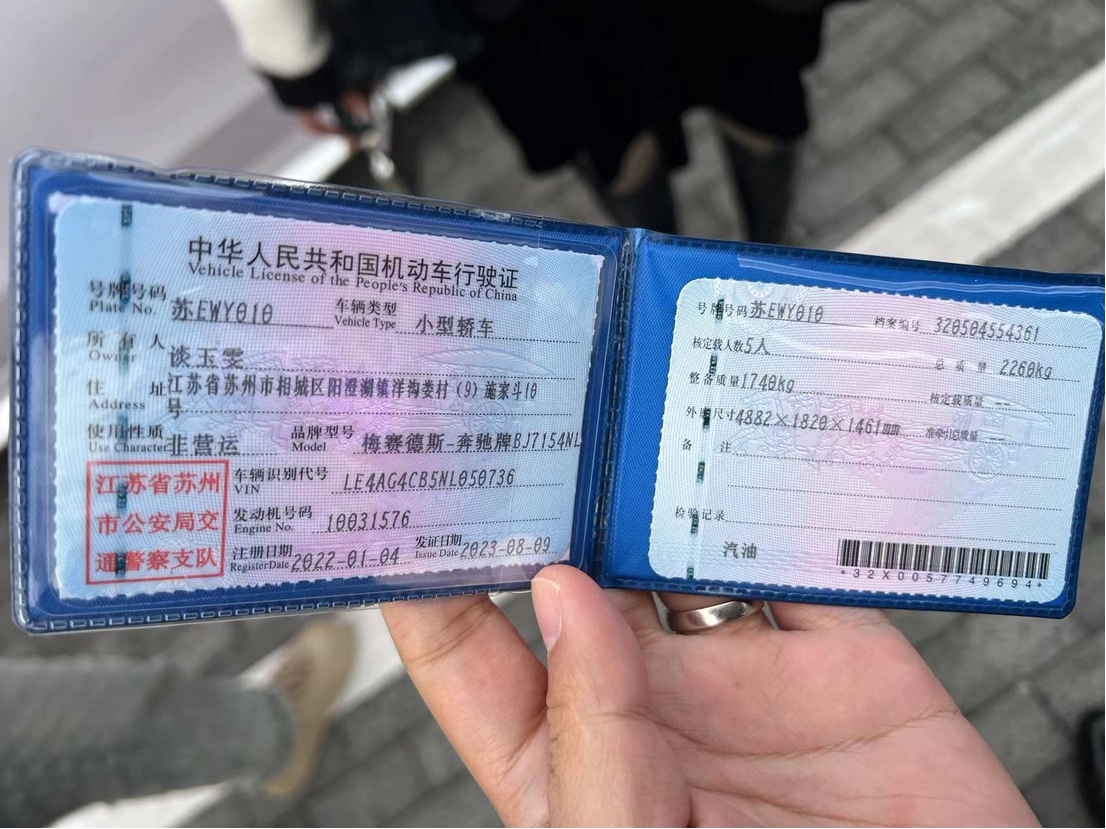 中华人民共和国机动车行驶证
Vehicle License of the People's Republic of China
号牌号码 苏EWY010 车辆类型 小型轿车
Plate No. Vehicle Type
所有人 谈玉雯
Owner
住址 江苏省苏州市相城区阳澄湖镇洋沟娄村（9）施家斗10
Address 号
使用性质 非营运 品牌型号 梅赛德斯-奔驰牌BJ7154NL
Use Character Model
江苏省苏州
市公安局交
通警察支队
车辆识别代号 LE4AG4CB5NL050736
VIN
发动机号码 10031576
Engine No.
注册日期 2022-01-04 发证日期 2023-08-09
Register Date Issue Date
号牌号码 苏EWY010 档案编号 320504554361
核定载人数 5人 总质量 2260kg
整备质量 1740kg 核定载质量 --
外廓尺寸 4882×1820×1461mm 准牵引总质量 --
备注
检验记录
汽油
*32X0057749694*